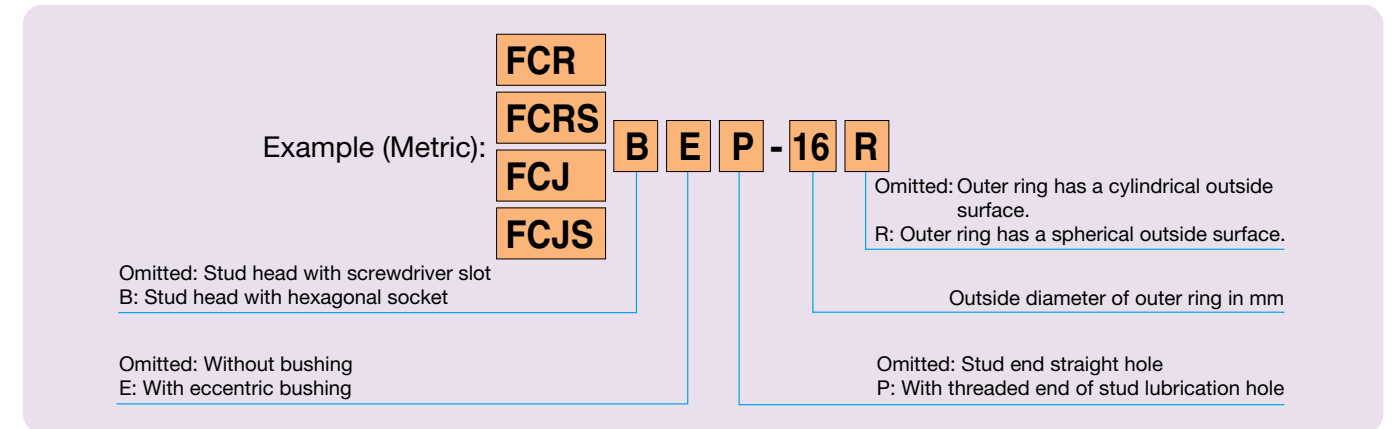 FCR
FCRS
Example (Metric):
B E P - 16 R
FCJ
FCJS
Omitted: Outer ring has a cylindrical outside
surface.
R: Outer ring has a spherical outside surface.
Omitted: Stud head with screwdriver slot
B: Stud head with hexagonal socket
Outside diameter of outer ring in mm
Omitted: Without bushing
E: With eccentric bushing
Omitted: Stud end straight hole
P: With threaded end of stud lubrication hole